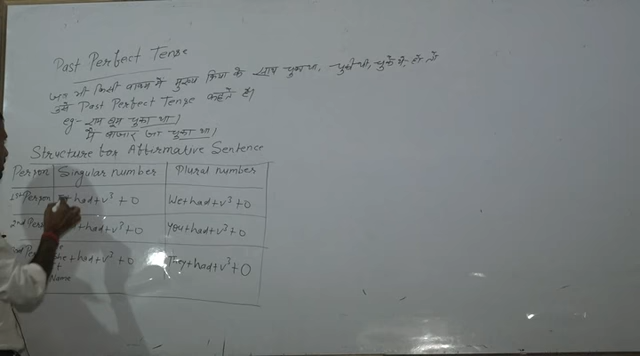 Past Perfect Tense
जब भी किसी वाक्य में मुख्य क्रिया के साथ चुका था, चुकी थी, चुके थे, हो तो
उसे Past Perfect Tense कहते हैं।
eg- राम घूम चुका था।
मैं बाजार जा चुका था।
Structure for Affirmative Sentence
Person Singular number Plural number
1st Person +had+V³+O We+had+V³+O
2nd +had+V³+O You+had+V³+O
+had+V³+O They+had+V³+O
Name